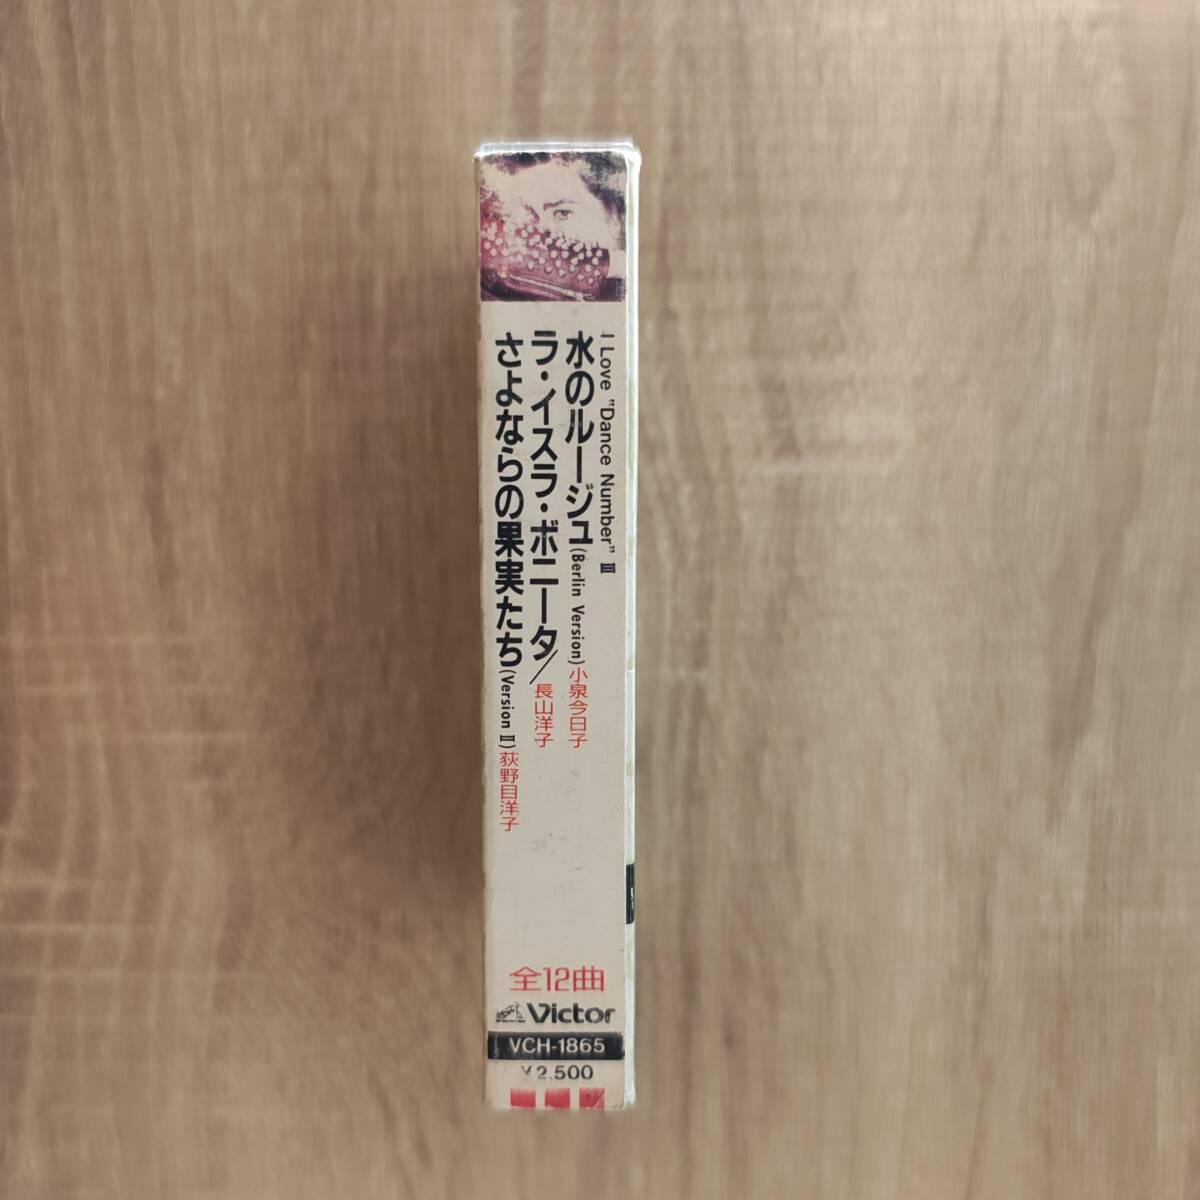 I Love "Dance Number" Ⅲ
水のルージュ(Berlin Version)小泉今日子
ラ・イスラ・ボニータ/長山洋子
さよならの果実たち(Version Ⅲ)荻野目洋子
全12曲
Victor
VCH-1865
¥2,500